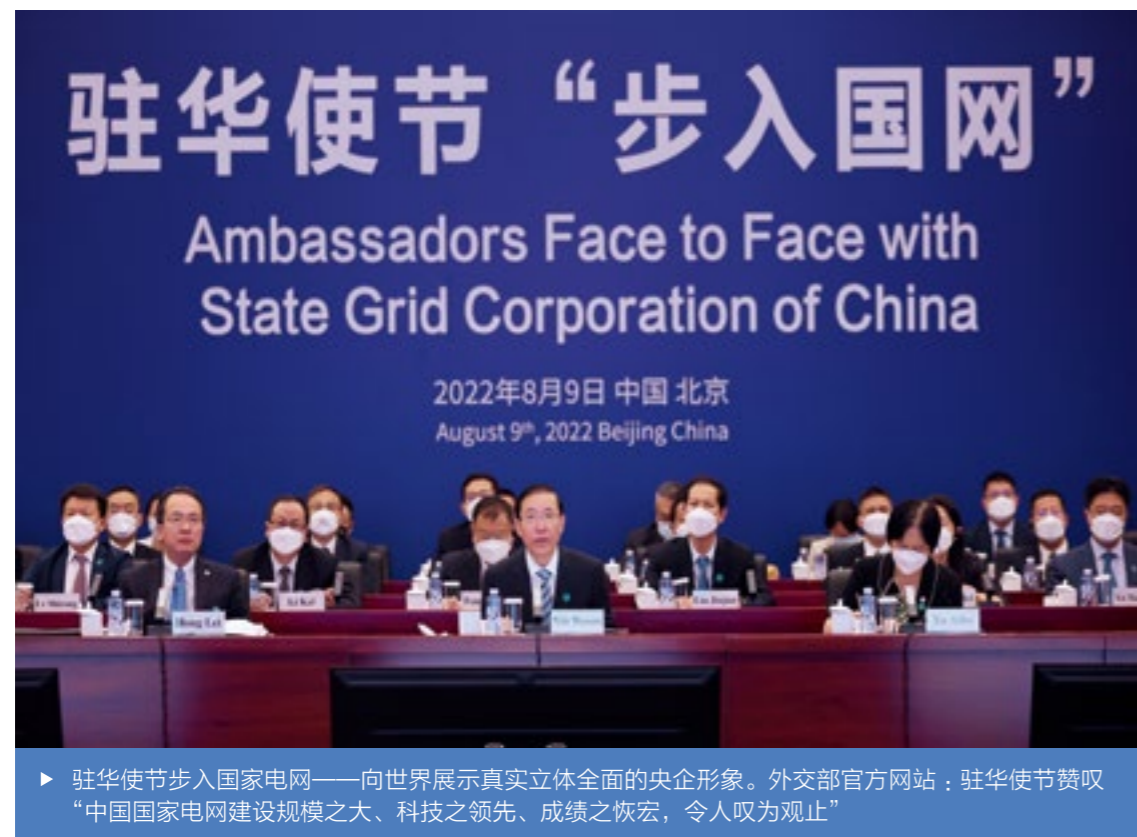 驻华使节“步入国网”
Ambassadors Face to Face with
State Grid Corporation of China
2022年8月9日 中国 北京
August 9th, 2022 Beijing China
Hong Lei
▶ 驻华使节步入国家电网——向世界展示真实立体全面的央企形象。外交部官方网站：驻华使节赞叹
“中国国家电网建设规模之大、科技之领先、成绩之恢宏，令人叹为观止”